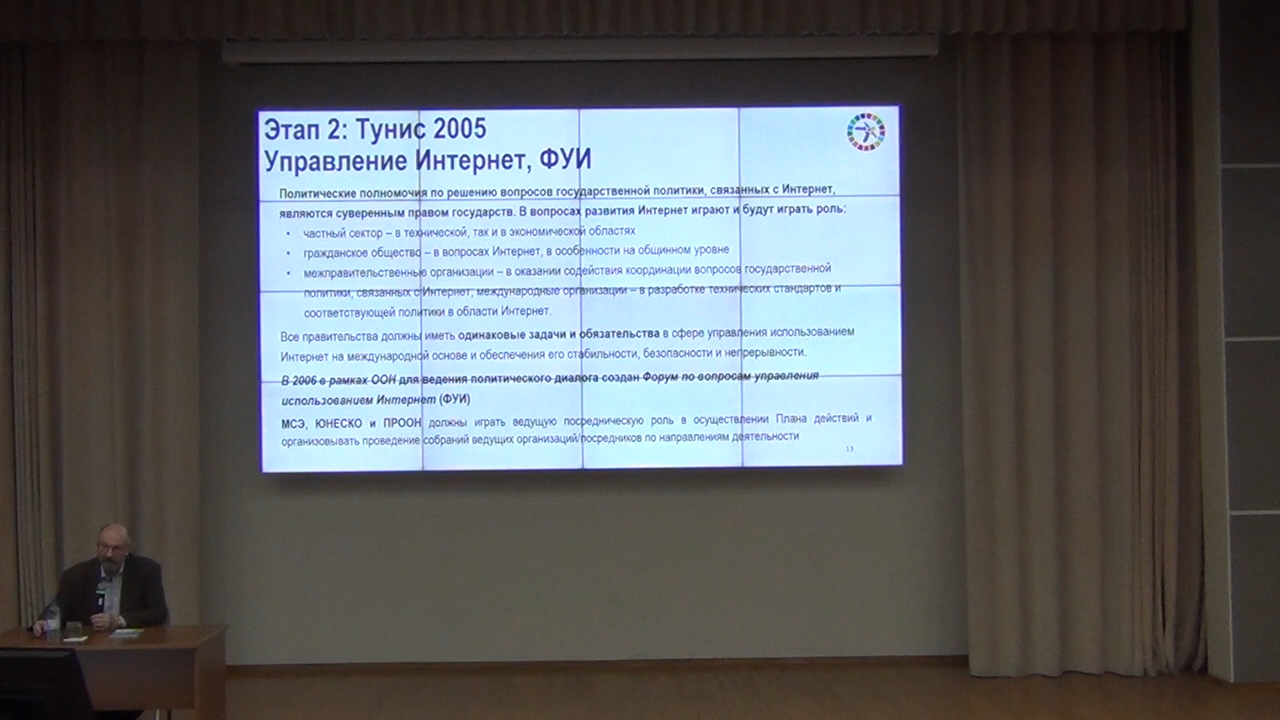 Этап 2: Тунис 2005
Управление Интернет, ФУИ
Политические полномочия по решению вопросов государственной политики, связанных с Интернет,
являются суверенным правом государств. В вопросах развития Интернет играют и будут играть роль:
• частный сектор – в технической, так и в экономической областях
• гражданское общество – в вопросах Интернет, в особенности на общинном уровне
• межправительственные организации – в оказании содействия координации вопросов государственной
политики, связанных с Интернет, международные организации – в разработке технических стандартов и
соответствующей политики в области Интернет.
Все правительства должны иметь одинаковые задачи и обязательства в сфере управления использованием
Интернет на международной основе и обеспечения его стабильности, безопасности и непрерывности.
В 2006 в рамках ООН для ведения политического диалога создан Форум по вопросам управления
использованием Интернет (ФУИ)
МСЭ, ЮНЕСКО и ПРООН должны играть ведущую посредническую роль в осуществлении Плана действий и
организовывать проведение собраний ведущих организаций/посредников по направлениям деятельности
13